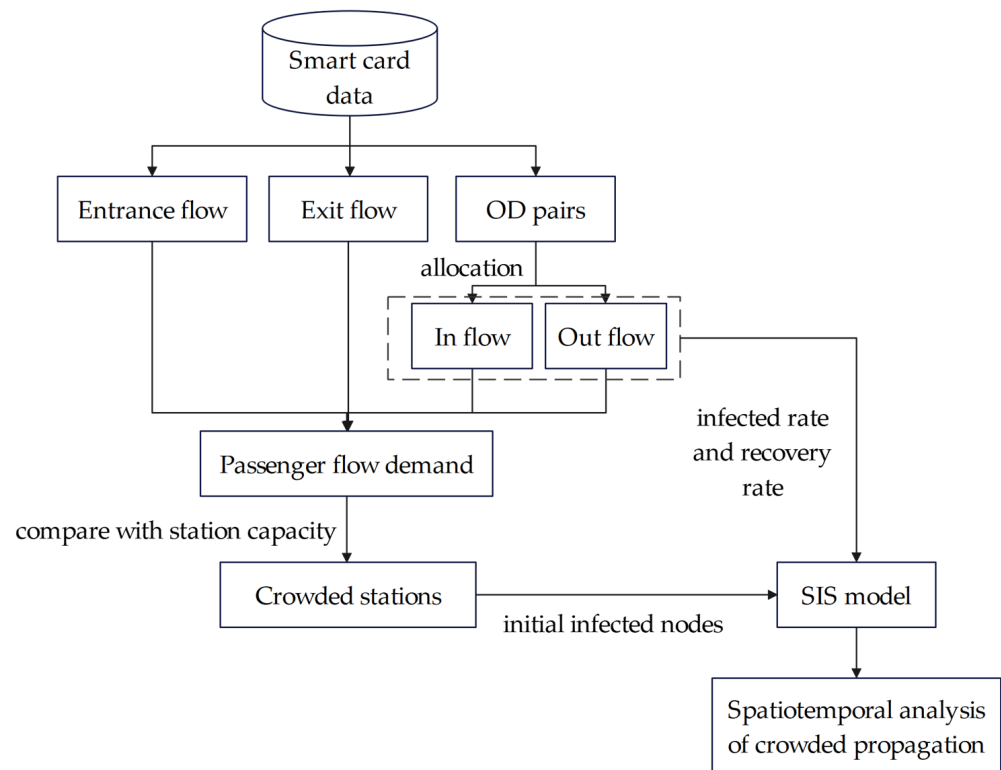 Smart card
data
Entrance flow
Exit flow
OD pairs
allocation
In flow
Out flow
infected rate
and recovery
rate
Passenger flow demand
compare with station capacity
Crowded stations
initial infected nodes
SIS model
Spatiotemporal analysis
of crowded propagation